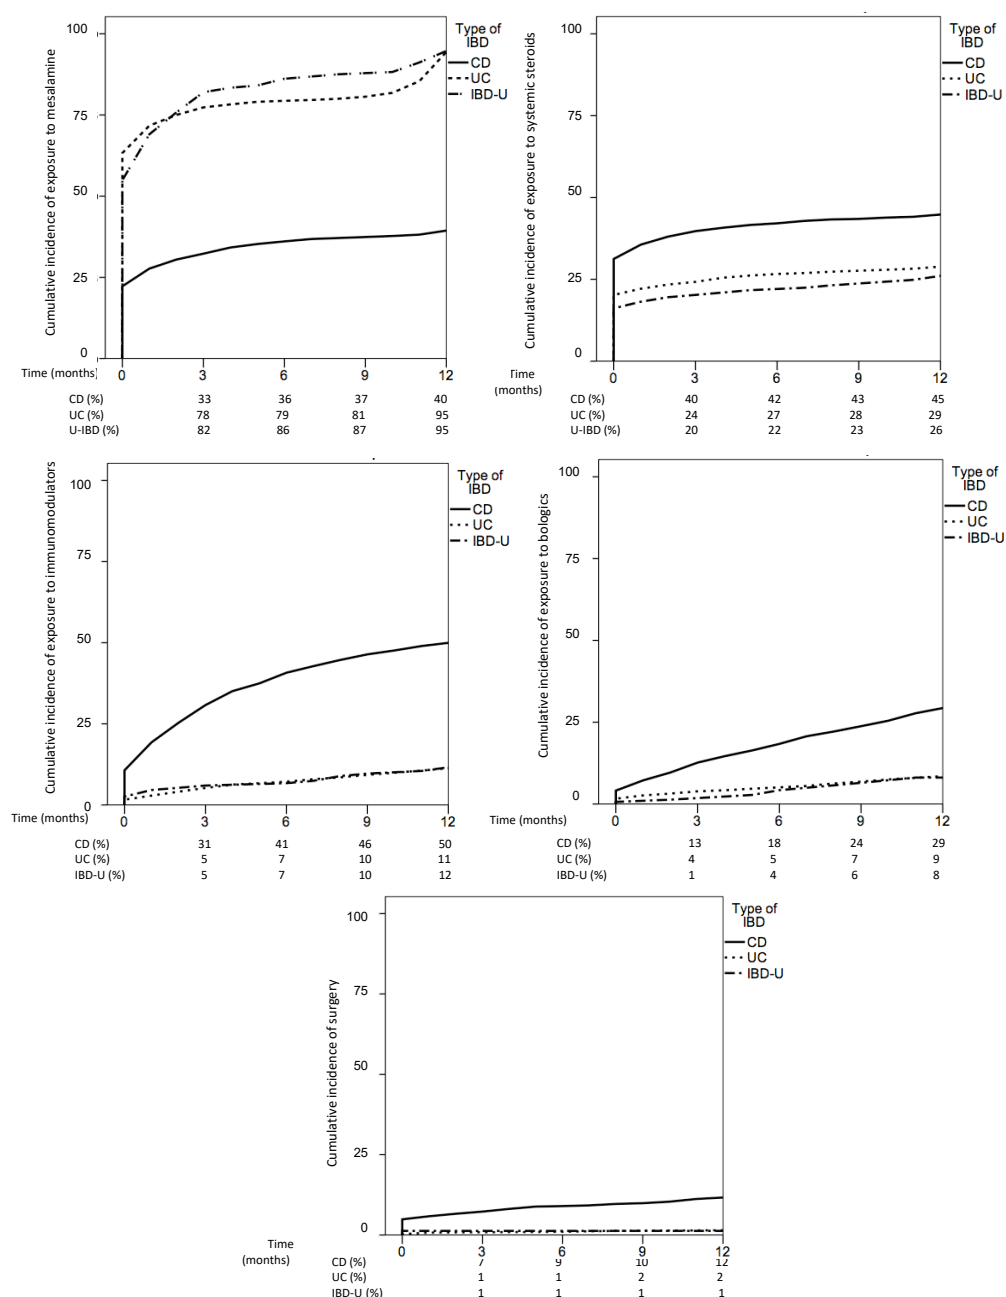 Cumulative incidence of exposure to mesalamine
100
75
50
25
0
Type of
IBD
CD
UC
IBD-U
Time (months)
0 3 6 9 12
CD (%) 33 36 37 40
UC (%) 78 79 81 95
U-IBD (%) 82 86 87 95
Cumulative incidence of exposure to systemic steroids
100
75
50
25
0
Type of
IBD
CD
UC
IBD-U
Time
(months)
0 3 6 9 12
CD (%) 40 42 43 45
UC (%) 24 27 28 29
U-IBD (%) 20 22 23 26
Cumulative incidence of exposure to immunomodulators
100
75
50
25
0
Type of
IBD
CD
UC
IBD-U
Time (months)
0 3 6 9 12
CD (%) 31 41 46 50
UC (%) 5 7 10 11
IBD-U (%) 5 7 10 12
Cumulative incidence of exposure to bologics
100
75
50
25
0
Type of
IBD
CD
UC
IBD-U
Time (months)
0 3 6 9 12
CD (%) 13 18 24 29
UC (%) 4 5 7 9
IBD-U (%) 1 4 6 8
Cumulative incidence of surgery
100
75
50
25
0
Type of
IBD
CD
UC
IBD-U
Time
(months)
0 3 6 9 12
CD (%) 7 9 10 12
UC (%) 1 1 2 2
IBD-U (%) 1 1 1 1